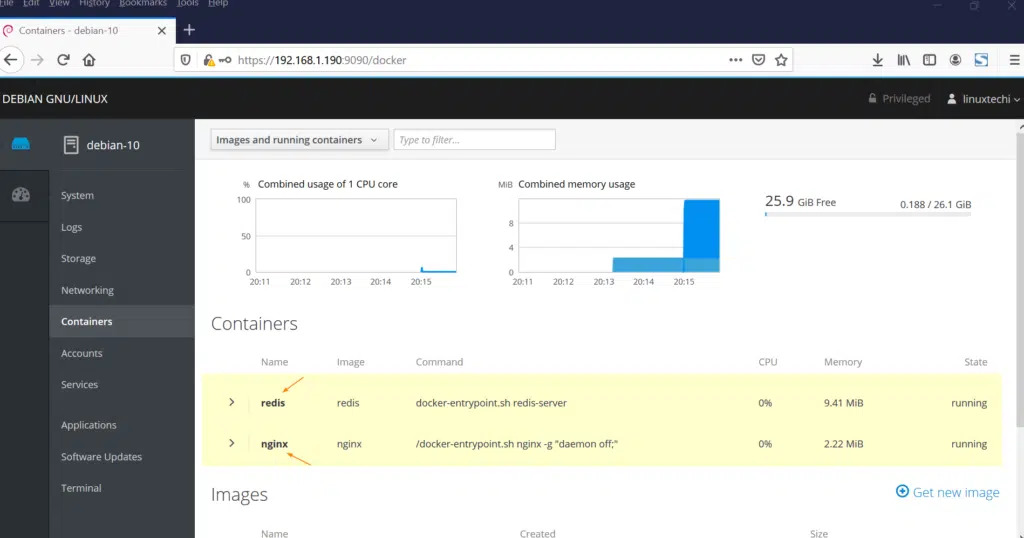 File Edit View History Bookmarks Tools Help
Containers - debian-10
https://192.168.1.190:9090/docker
DEBIAN GNU/LINUX
Privileged
linuxtechi
debian-10
System
Logs
Storage
Networking
Containers
Accounts
Services
Applications
Software Updates
Terminal
Images and running containers
Type to filter...
% Combined usage of 1 CPU core
100
50
0
20:11 20:12 20:13 20:14 20:15
MiB Combined memory usage
8
4
0
20:11 20:12 20:13 20:14 20:15
25.9 GiB Free 0.188 / 26.1 GiB
Containers
Name Image Command CPU Memory State
redis redis docker-entrypoint.sh redis-server 0% 9.41 MiB running
nginx nginx /docker-entrypoint.sh nginx -g "daemon off;" 0% 2.22 MiB running
Images
Get new image
Name Created Size